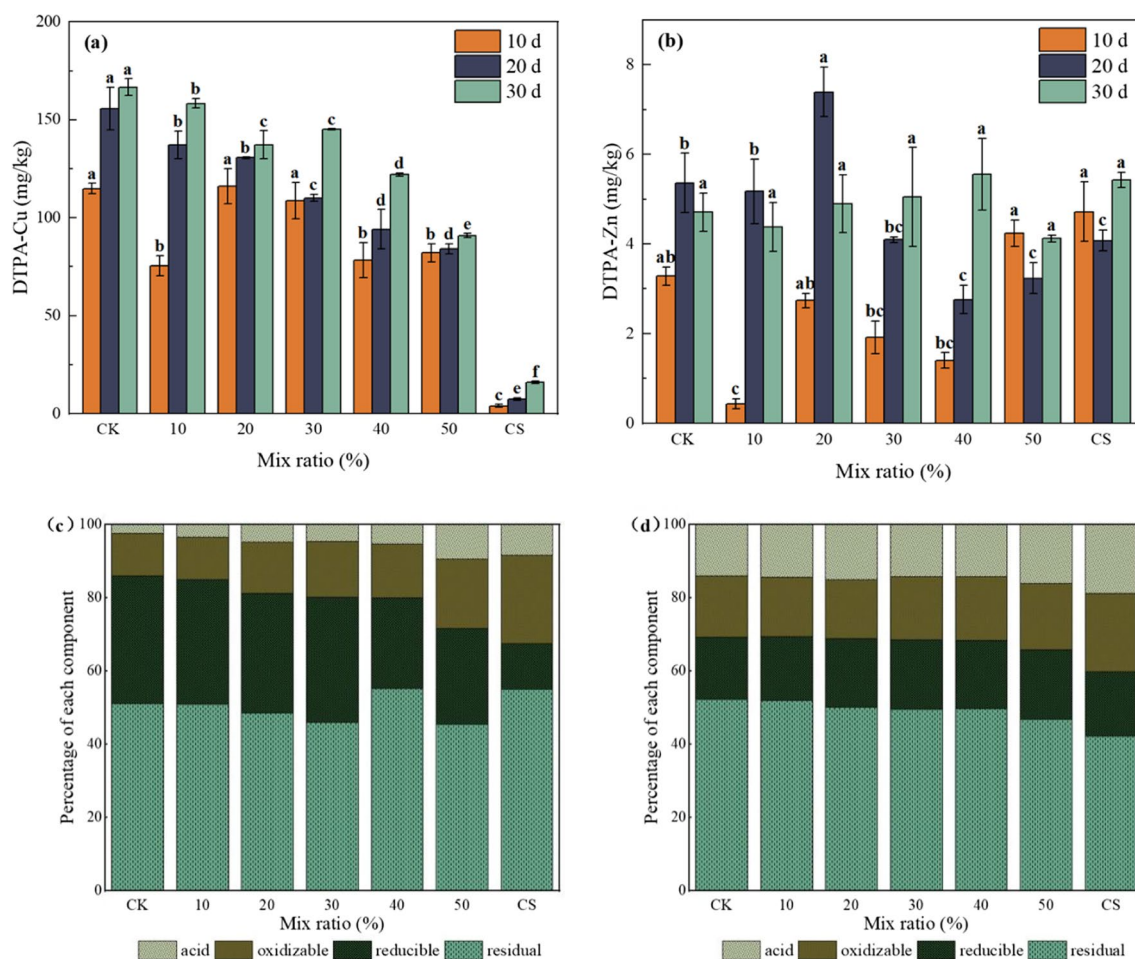 (a)
10 d
20 d
30 d
200
150
100
50
0
DTPA-Cu (mg/kg)
a a a
b b b
a b c
a c c
b d d
b d e
c e f
CK 10 20 30 40 50 CS
Mix ratio (%)
(b)
10 d
20 d
30 d
8
6
4
2
0
DTPA-Zn (mg/kg)
ab b a
c b a
ab a a
bc bc a
bc c a
a c a
a c a
CK 10 20 30 40 50 CS
Mix ratio (%)
(c)
100
80
60
40
20
0
Percentage of each component
CK 10 20 30 40 50 CS
Mix ratio (%)
acid oxidizable reducible residual
(d)
100
80
60
40
20
0
Percentage of each component
CK 10 20 30 40 50 CS
Mix ratio (%)
acid oxidizable reducible residual